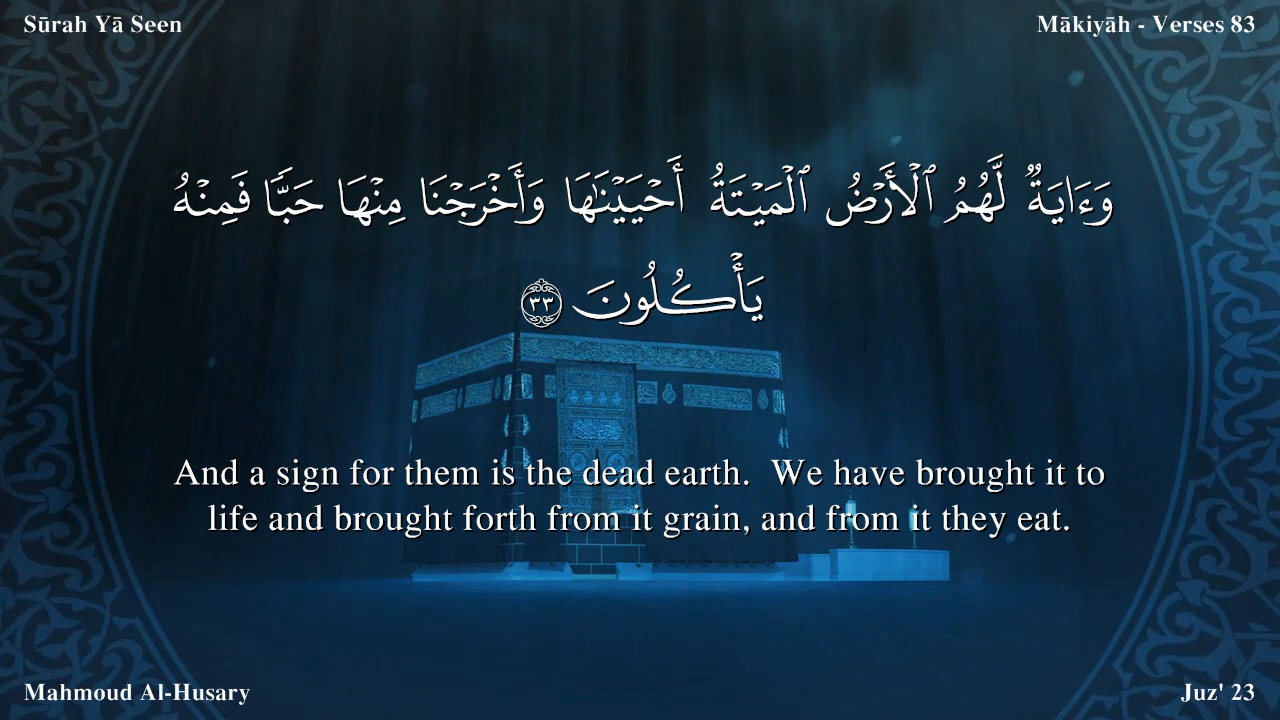 Sūrah Yā Seen
Mākiyāh - Verses 83
وَءَايَةٌ لَّهُمُ ٱلْأَرْضُ ٱلْمَيْتَةُ أَحْيَيْنَـٰهَا وَأَخْرَجْنَا مِنْهَا حَبًّا فَمِنْهُ
يَأْكُلُونَ ٣٣
And a sign for them is the dead earth. We have brought it to
life and brought forth from it grain, and from it they eat.
Mahmoud Al-Husary
Juz' 23